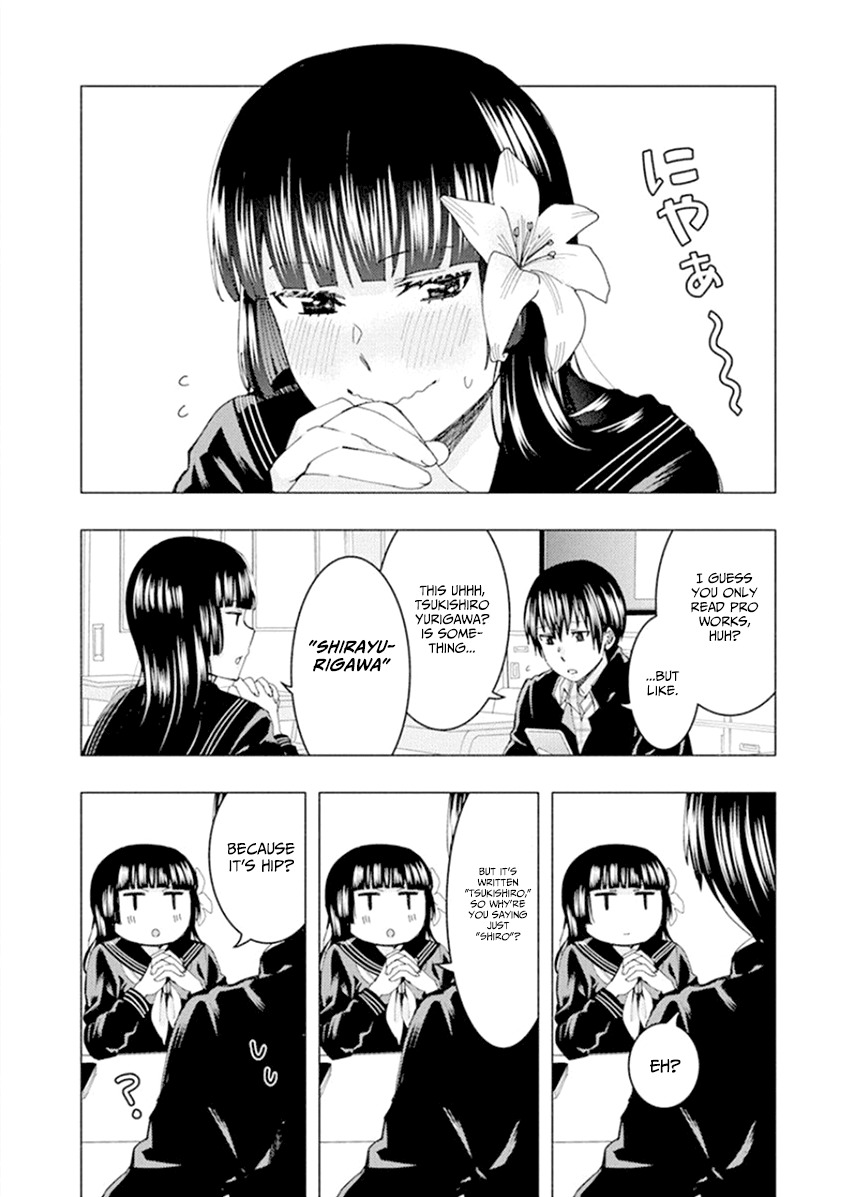 にやぁ〜〜
I GUESS
YOU ONLY
READ PRO
WORKS,
HUH?
...BUT
LIKE.
THIS UHHH,
TSUKISHIRO
YURIGAWA?
IS SOME-
THING...
"SHIRAYU-
RIGAWA"
EH?
BUT IT'S
WRITTEN
"TSUKISHIRO,"
SO WHY'RE
YOU SAYING
JUST
"SHIRO"?
BECAUSE
IT'S HIP?
?